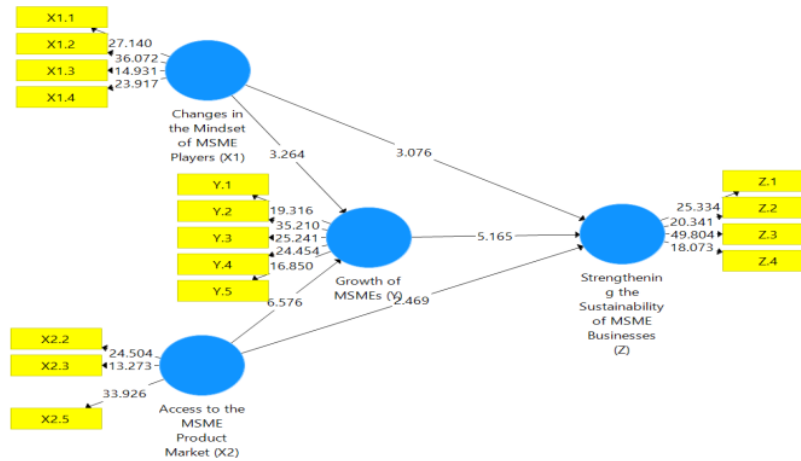 X1.1
X1.2
X1.3
X1.4
27.140
36.072
14.931
23.917
Changes in
the Mindset
of MSME
Players (X1)
3.264
3.076
Y.1
Y.2
Y.3
Y.4
Y.5
19.316
35.210
25.241
24.454
16.850
Growth of
MSMEs (Y)
5.165
6.576
2.469
Z.1
Z.2
Z.3
Z.4
25.334
20.341
49.804
18.073
Strengthenin
g the
Sustainability
of MSME
Businesses
(Z)
X2.2
X2.3
X2.5
24.504
13.273
33.926
Access to the
MSME
Product
Market (X2)